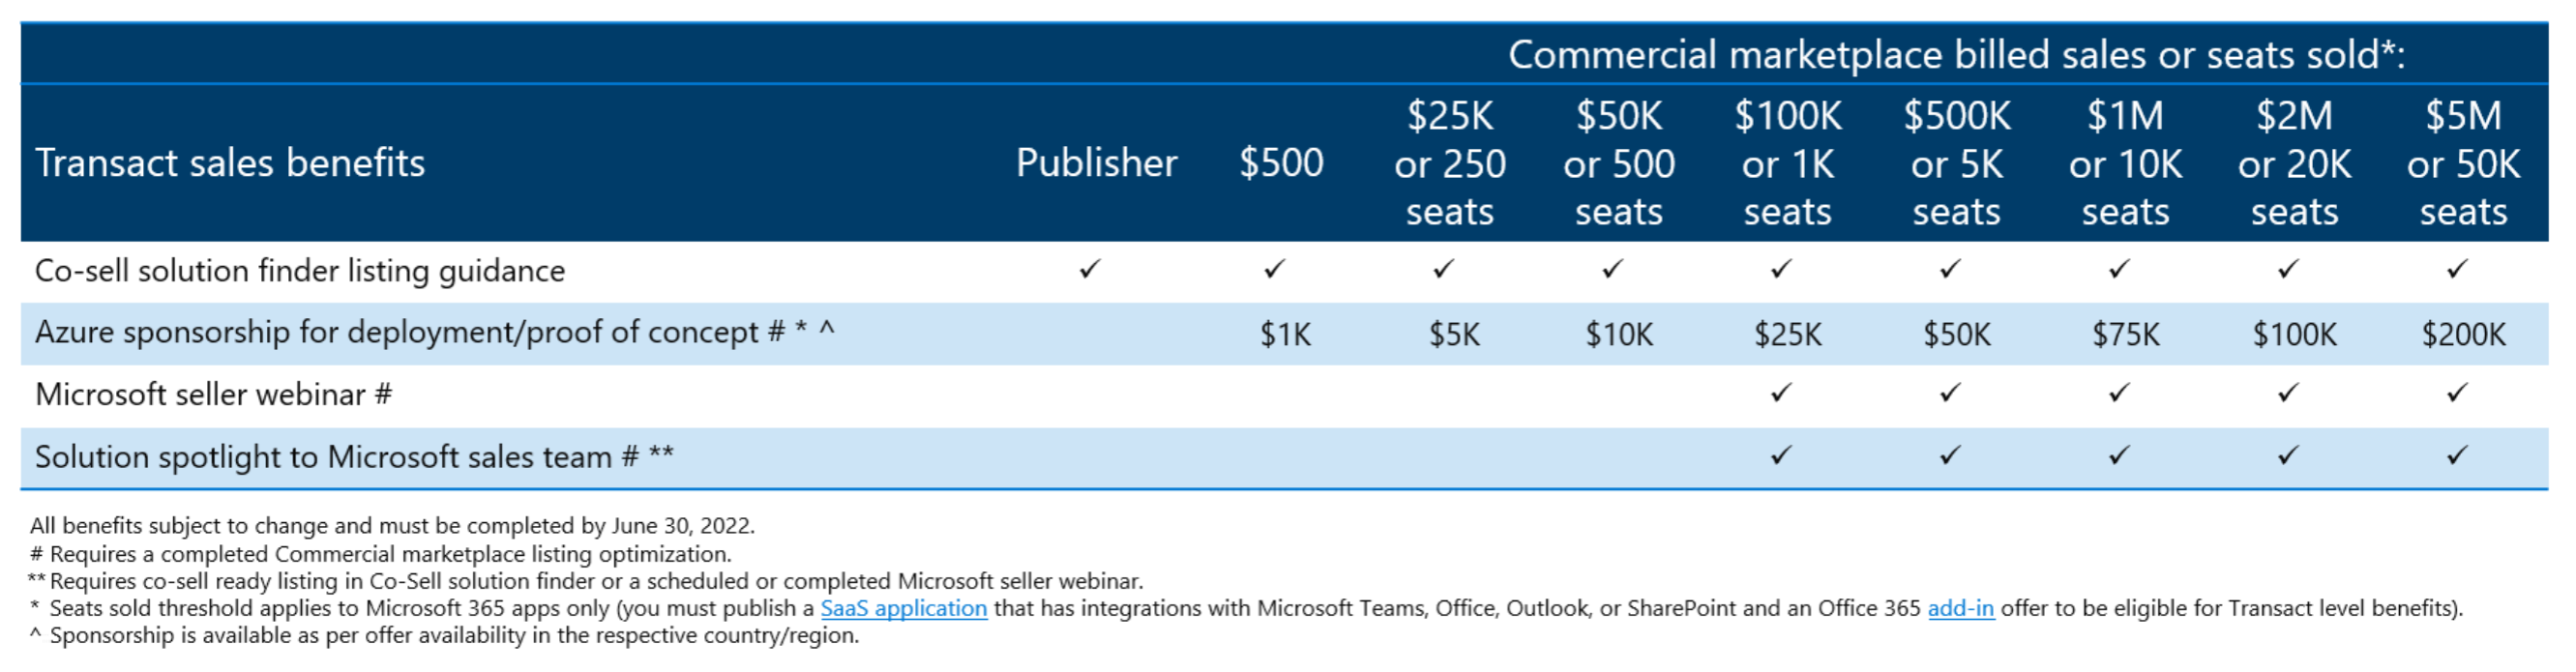 Commercial marketplace billed sales or seats sold*:
Transact sales benefits Publisher $500 $25K or 250 seats $50K or 500 seats $100K or 1K seats $500K or 5K seats $1M or 10K seats $2M or 20K seats $5M or 50K seats
Co-sell solution finder listing guidance ✓ ✓ ✓ ✓ ✓ ✓ ✓ ✓ ✓
Azure sponsorship for deployment/proof of concept # * ^ $1K $5K $10K $25K $50K $75K $100K $200K
Microsoft seller webinar # ✓ ✓ ✓ ✓ ✓
Solution spotlight to Microsoft sales team # ** ✓ ✓ ✓ ✓ ✓
All benefits subject to change and must be completed by June 30, 2022.
# Requires a completed Commercial marketplace listing optimization.
** Requires co-sell ready listing in Co-Sell solution finder or a scheduled or completed Microsoft seller webinar.
* Seats sold threshold applies to Microsoft 365 apps only (you must publish a SaaS application that has integrations with Microsoft Teams, Office, Outlook, or SharePoint and an Office 365 add-in offer to be eligible for Transact level benefits).
^ Sponsorship is available as per offer availability in the respective country/region.